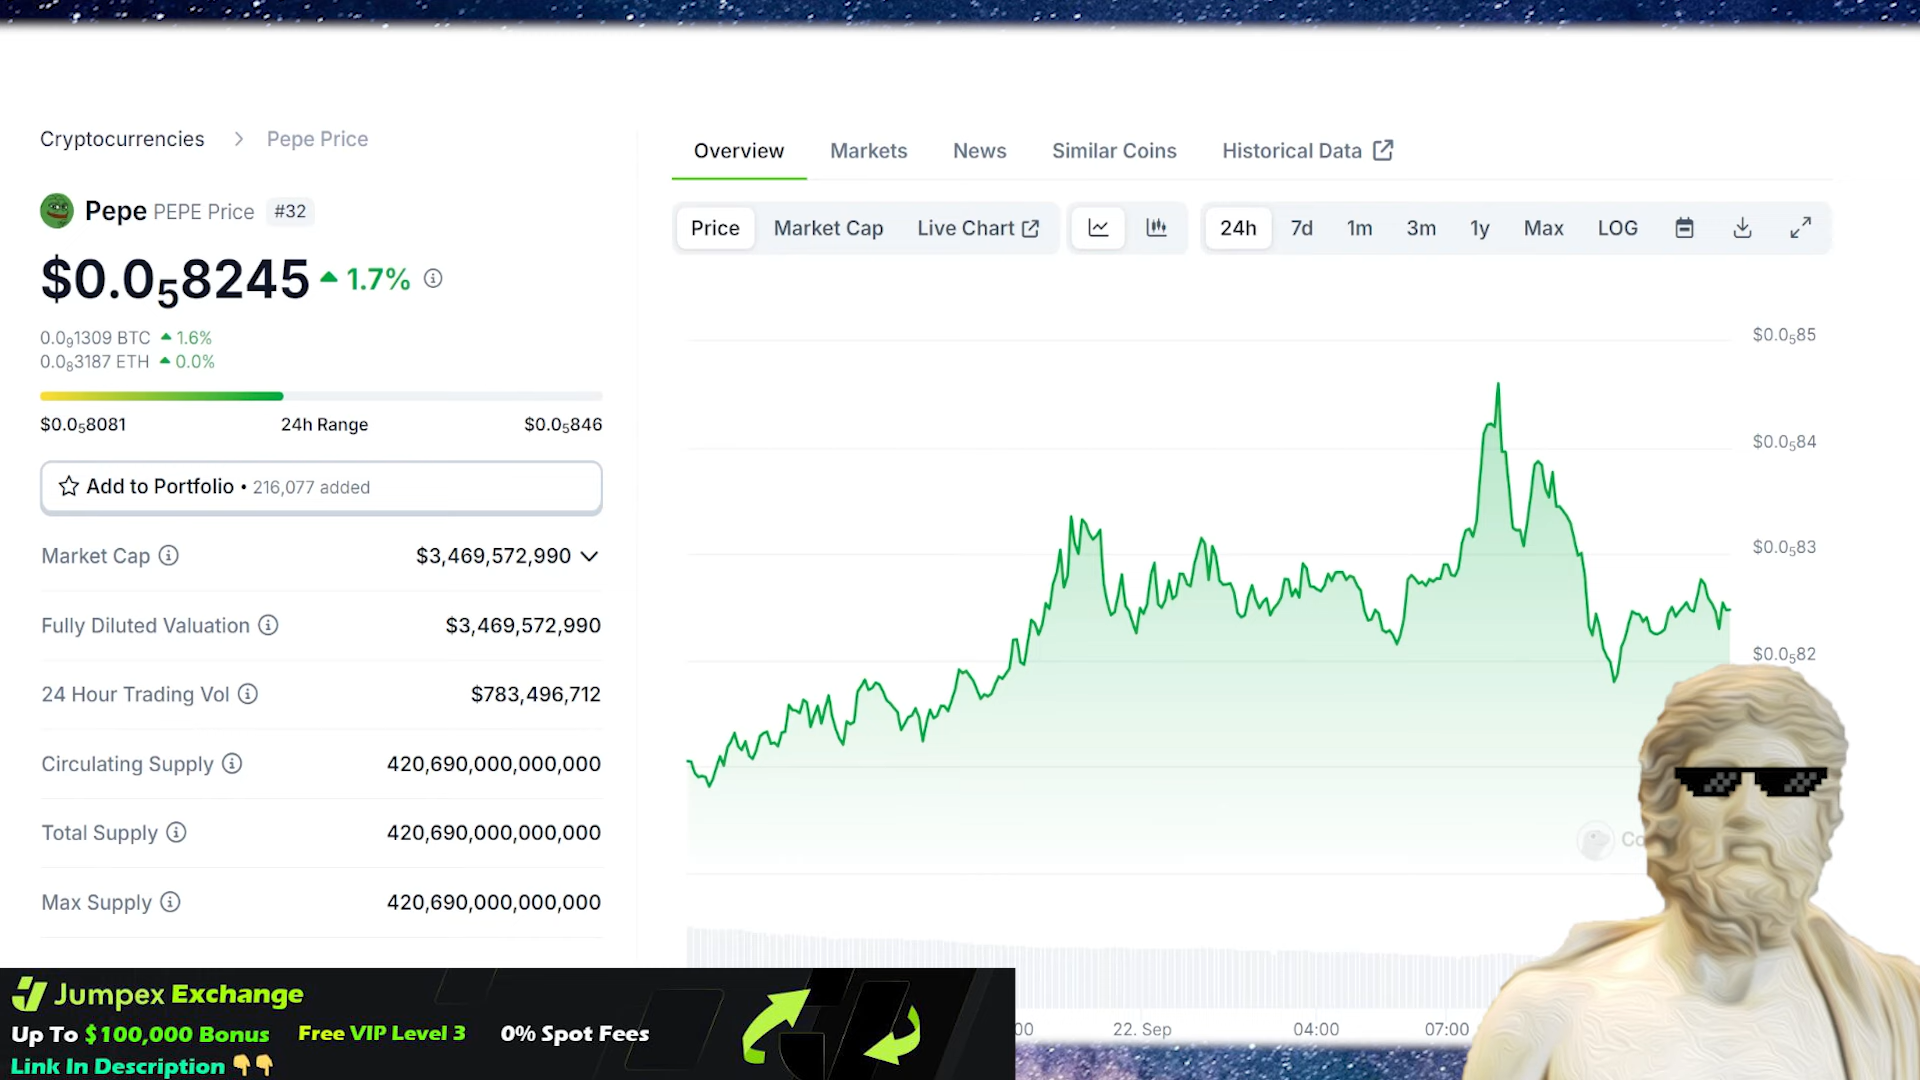 Cryptocurrencies > Pepe Price
Pepe PEPE Price #32
$0.0₅8245 1.7%
0.0₉1309 BTC 1.6%
0.0₈3187 ETH 0.0%
$0.0₅8081 24h Range $0.0₅846
Add to Portfolio • 216,077 added
Market Cap $3,469,572,990
Fully Diluted Valuation $3,469,572,990
24 Hour Trading Vol $783,496,712
Circulating Supply 420,690,000,000,000
Total Supply 420,690,000,000,000
Max Supply 420,690,000,000,000
Overview Markets News Similar Coins Historical Data
Price Market Cap Live Chart 24h 7d 1m 3m 1y Max LOG
$0.0₅85
$0.0₅84
$0.0₅83
$0.0₅82
22. Sep 04:00 07:00
Jumpex Exchange
Up To $100,000 Bonus Free VIP Level 3 0% Spot Fees
Link In Description